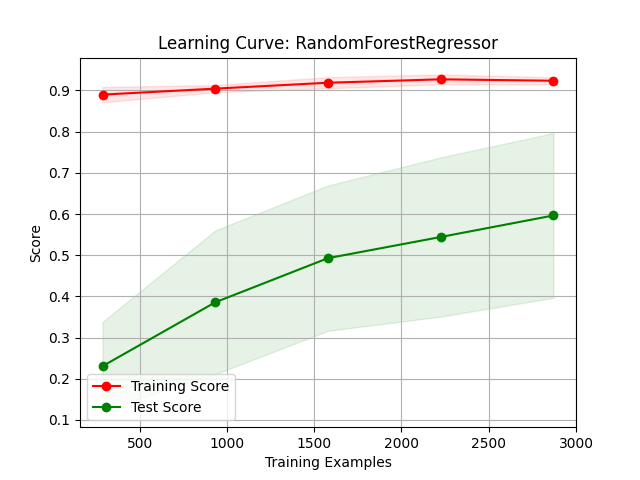 Learning Curve: RandomForestRegressor
0.9
0.8
0.7
0.6
0.5
0.4
0.3
0.2
0.1
Score
Training Score
Test Score
500 1000 1500 2000 2500 3000
Training Examples